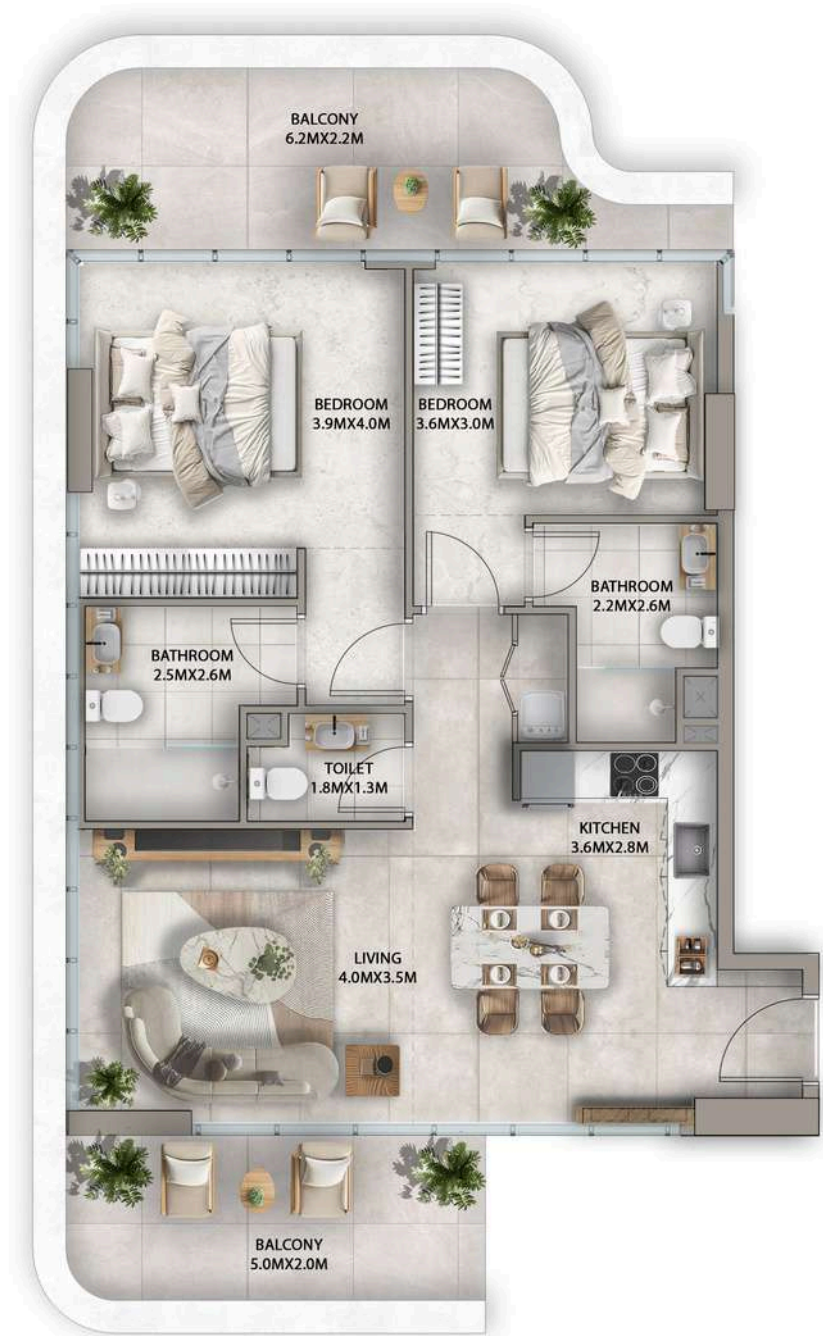 BALCONY
6.2MX2.2M
BEDROOM
3.9MX4.0M
BEDROOM
3.6MX3.0M
BATHROOM
2.2MX2.6M
BATHROOM
2.5MX2.6M
TOILET
1.8MX1.3M
KITCHEN
3.6MX2.8M
LIVING
4.0MX3.5M
BALCONY
5.0MX2.0M